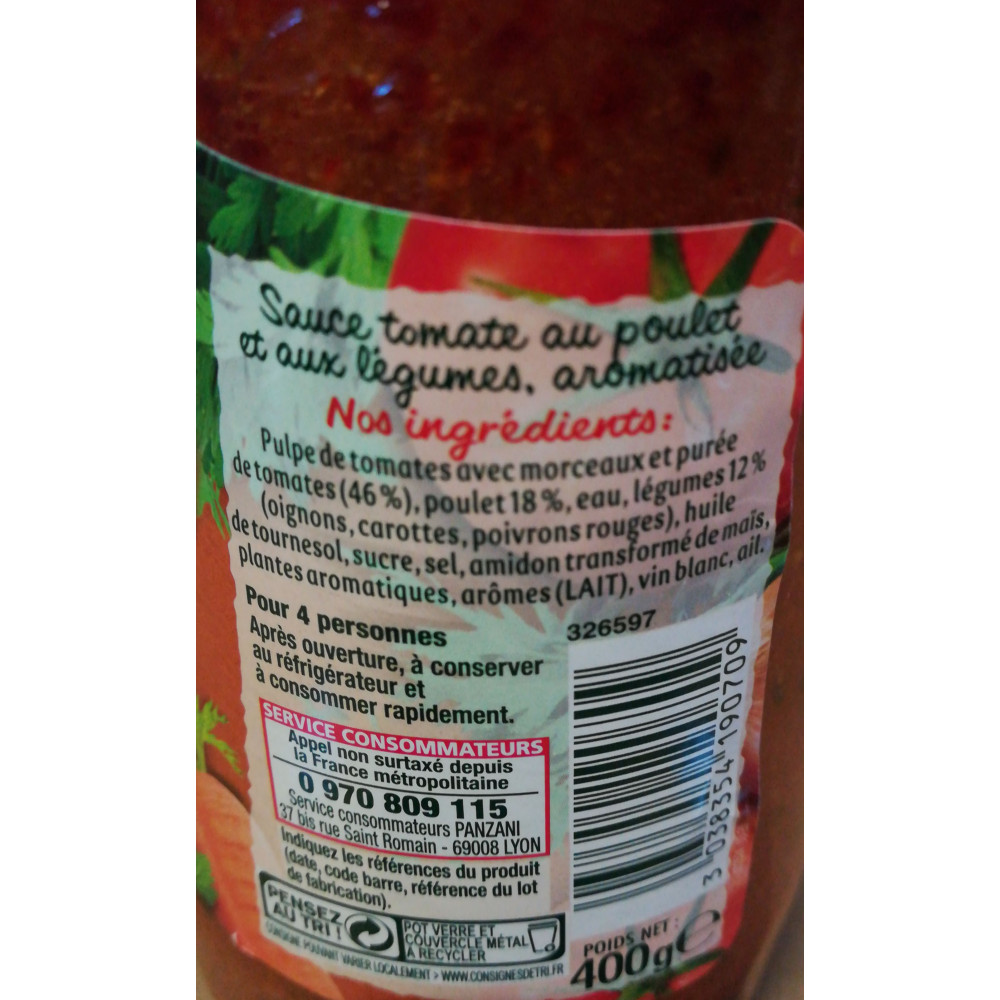 Sauce tomate au poulet
et aux légumes, aromatisée
Nos ingrédients:
Pulpe de tomates avec morceaux et purée
de tomates (46 %), poulet 18 %, eau, légumes 12 %
(oignons, carottes, poivrons rouges), huile
de tournesol, sucre, sel, amidon transformé de maïs,
plantes aromatiques, arômes (LAIT), vin blanc, ail.
Pour 4 personnes
Après ouverture, à conserver
au réfrigérateur et
à consommer rapidement.
326597
SERVICE CONSOMMATEURS
Appel non surtaxé depuis
la France métropolitaine
0 970 809 115
Service consommateurs PANZANI
37 bis rue Saint Romain - 69008 LYON
Indiquez les références du produit
(date, code barre, référence du lot
de fabrication).
3 038354 190709
PENSEZ
AU TRI !
POT VERRE ET
COUVERCLE MÉTAL
À RECYCLER
CONSIGNE POUVANT VARIER LOCALEMENT > WWW.CONSIGNESDETRI.FR
POIDS NET :
400g e